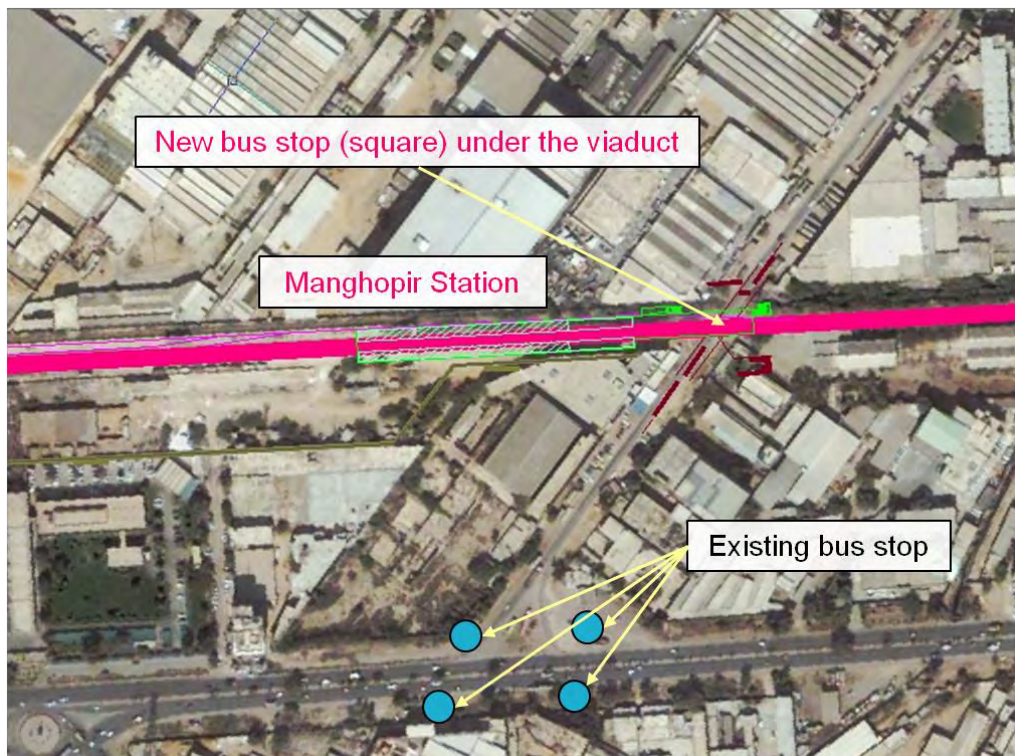 New bus stop (square) under the viaduct
Manghopir Station
Existing bus stop